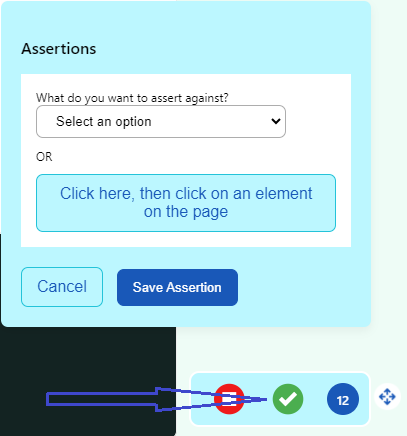 Assertions
What do you want to assert against?
Select an option
OR
Click here, then click on an element
on the page
Cancel
Save Assertion
12